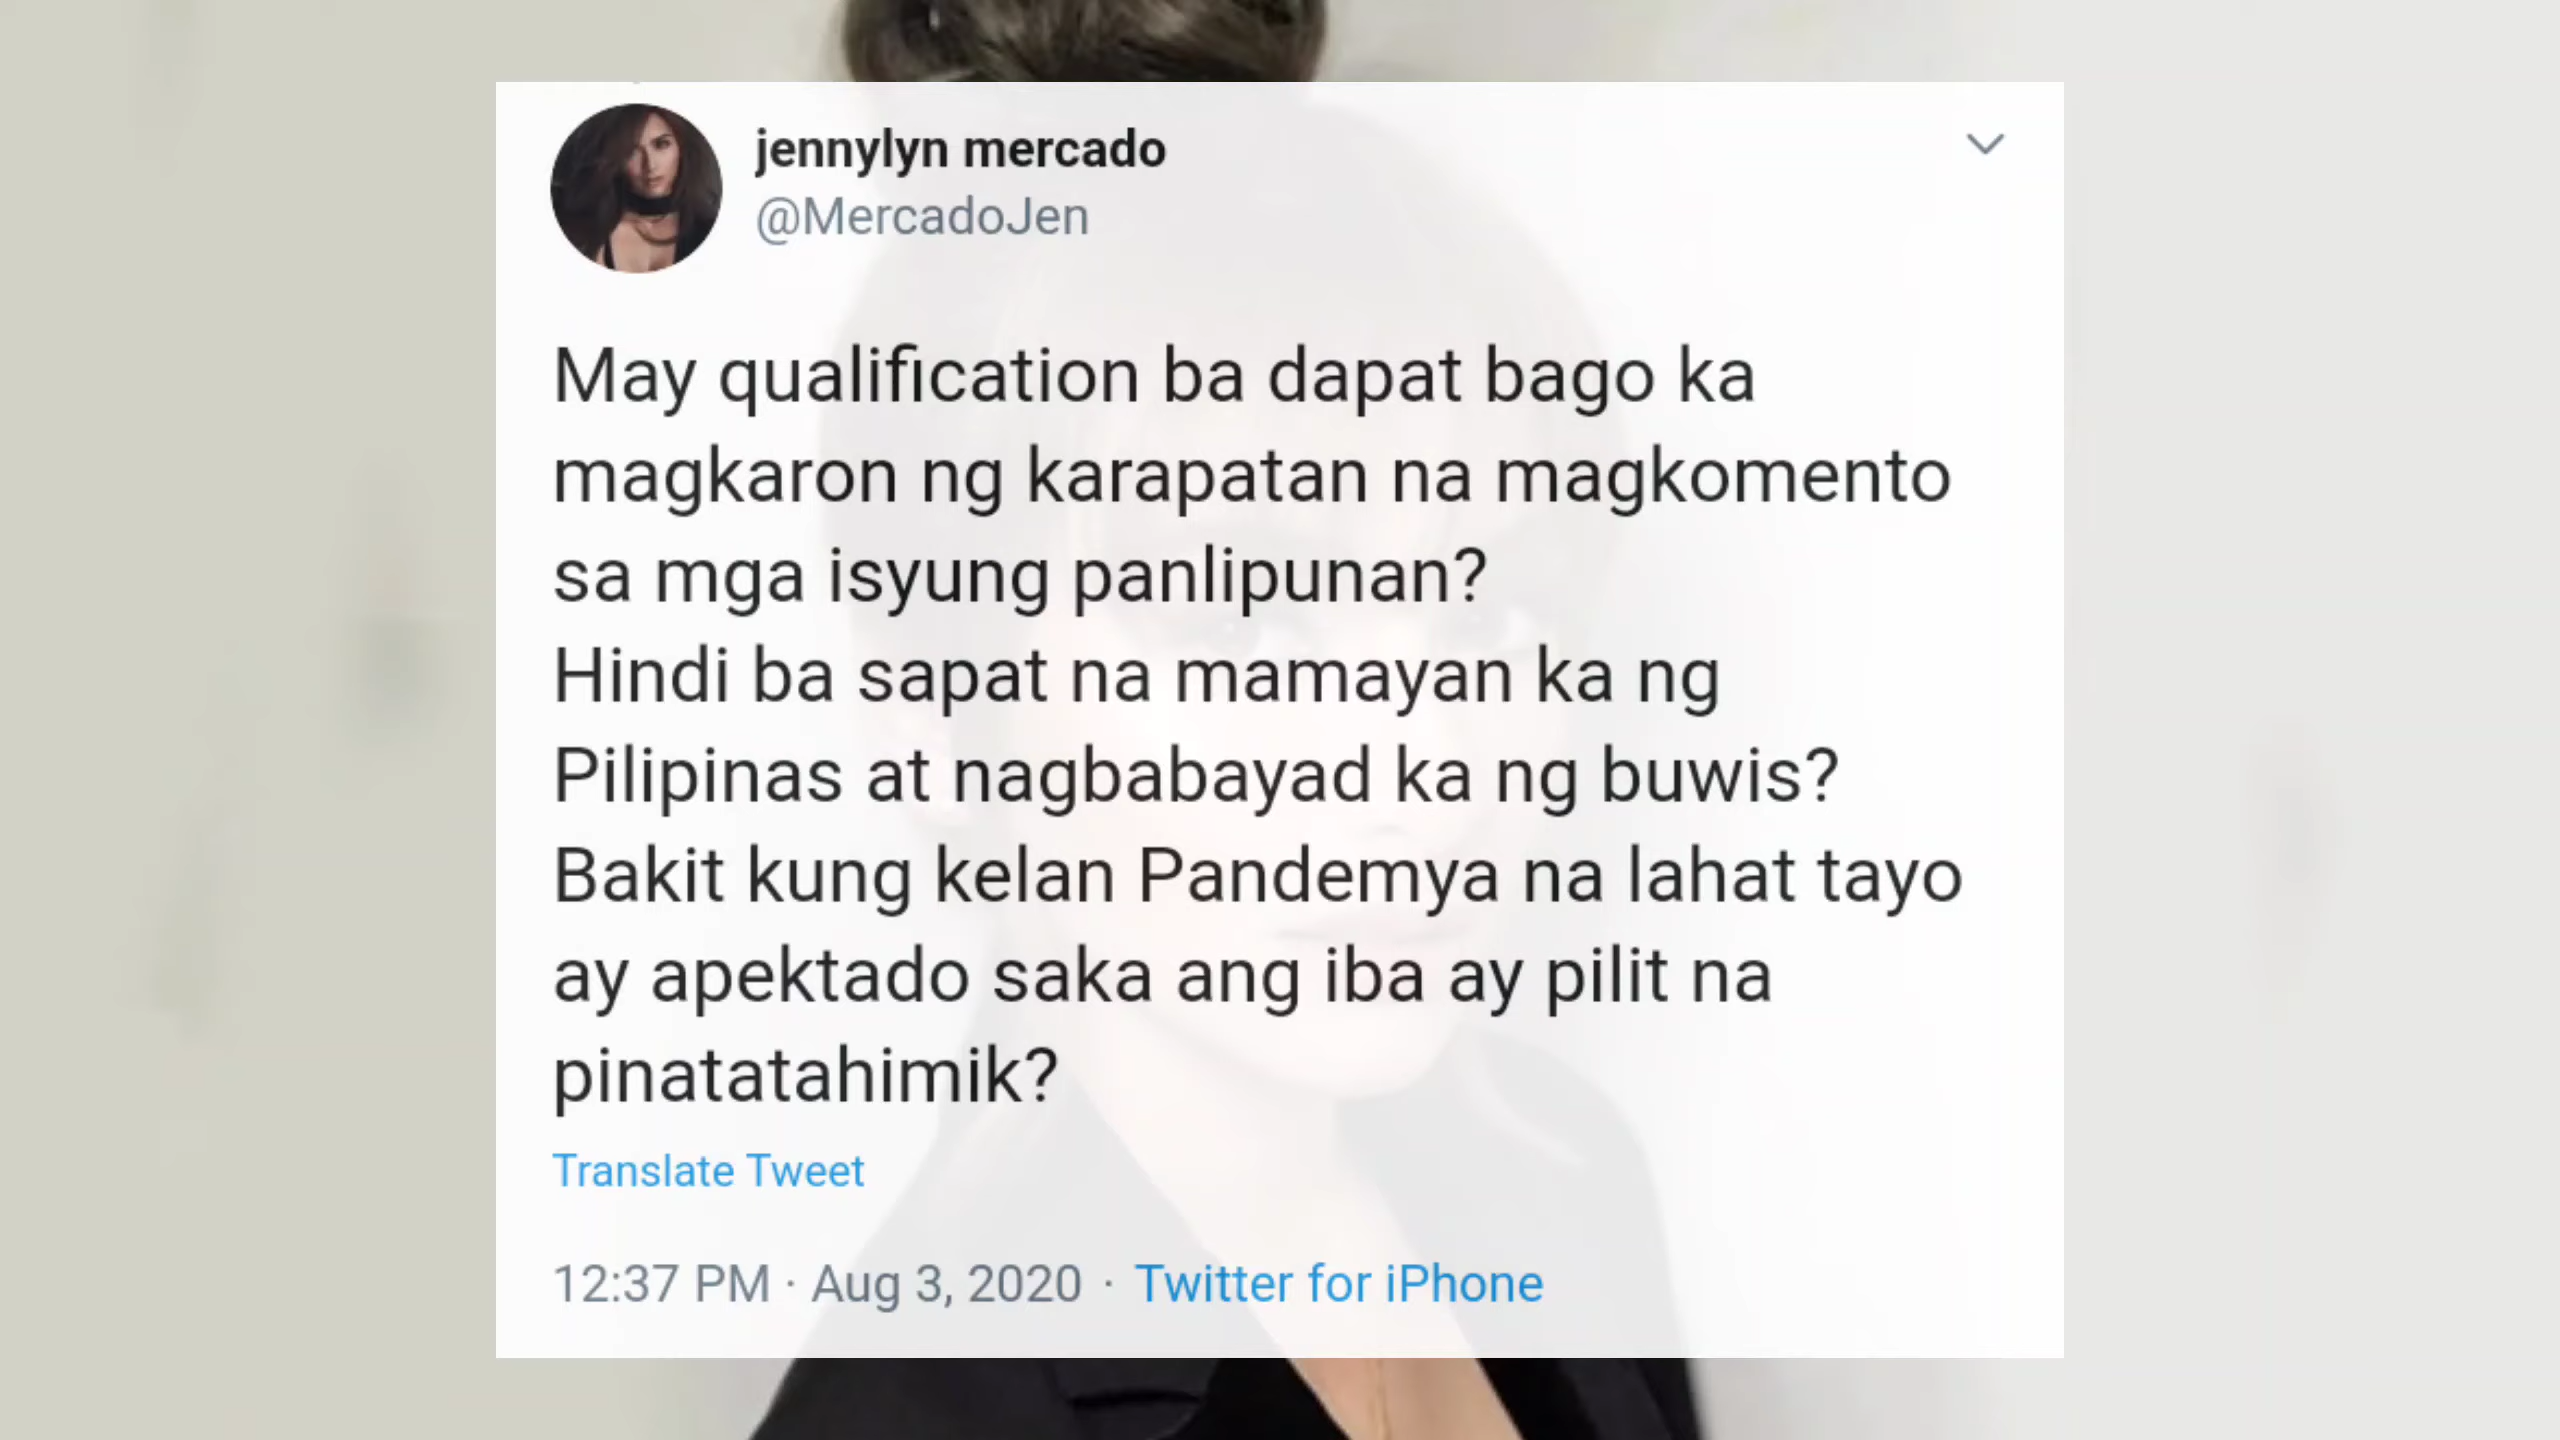 jennylyn mercado
@MercadoJen
May qualification ba dapat bago ka
magkaron ng karapatan na magkomento
sa mga isyung panlipunan?
Hindi ba sapat na mamayan ka ng
Pilipinas at nagbabayad ka ng buwis?
Bakit kung kelan Pandemya na lahat tayo
ay apektado saka ang iba ay pilit na
pinatatahimik?
Translate Tweet
12:37 PM · Aug 3, 2020 · Twitter for iPhone